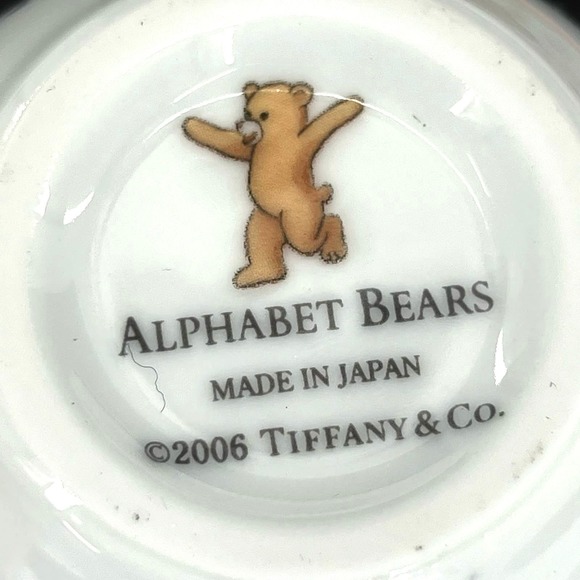 ALPHABET BEARS
MADE IN JAPAN
©2006 TIFFANY & CO.